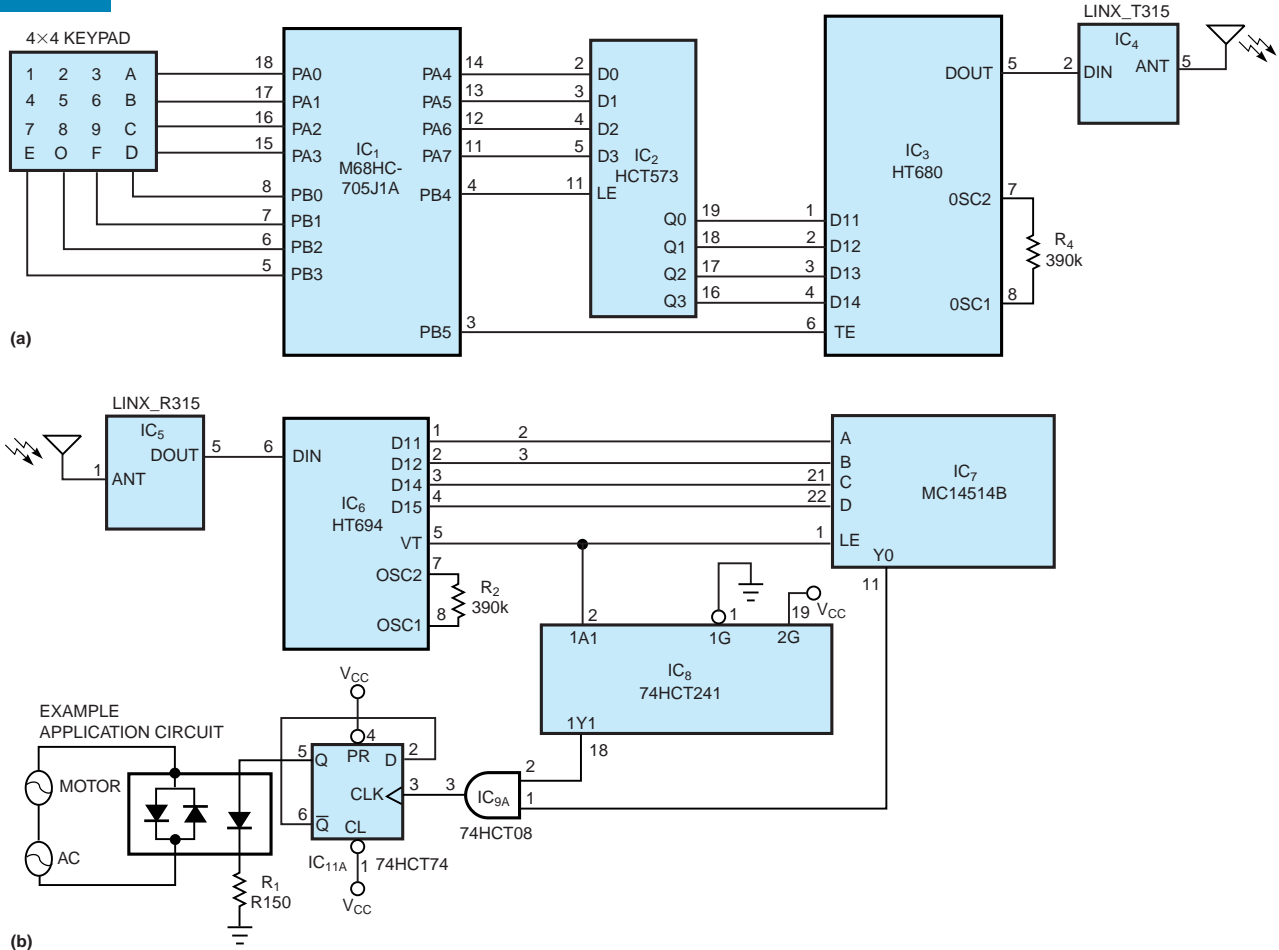 4×4 KEYPAD
1 2 3 A
4 5 6 B
7 8 9 C
E O F D
18 PA0
17 PA1
16 PA2
15 PA3
8 PB0
7 PB1
6 PB2
5 PB3
IC1
M68HC-
705J1A
PA4 14
PA5 13
PA6 12
PA7 11
PB4 4
PB5 3
2 D0
3 D1
4 D2
5 D3
11 LE
IC2
HCT573
Q0 19
Q1 18
Q2 17
Q3 16
1 D11
2 D12
3 D13
4 D14
6 TE
IC3
HT680
DOUT 5
0SC2 7
0SC1 8
R4
390k
LINX_T315
IC4
2 DIN
ANT 5
(a)
LINX_R315
IC5
DOUT 5
1 ANT
6 DIN
IC6
HT694
D11 1
D12 2
D14 3
D15 4
VT 5
OSC2 7
OSC1 8
R2
390k
2 A
3 B
21 C
22 D
1 LE
IC7
MC14514B
Y0
11
2
1A1
1
1G
19 VCC
2G
IC8
74HCT241
1Y1
18
2
1
IC9A
74HCT08
3
VCC
4
PR
5 Q
D 2
CLK 3
6 Q̅
CL
1
IC11A
74HCT74
VCC
EXAMPLE
APPLICATION CIRCUIT
MOTOR
AC
R1
R150
(b)